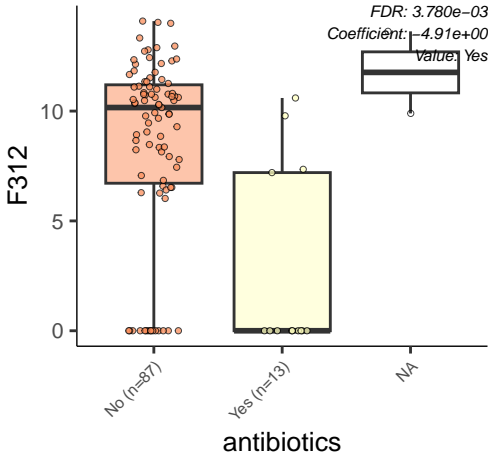 FDR: 3.780e−03
Coefficient: −4.91e+00
Value: Yes
F312
10
5
0
No (n=87)
Yes (n=13)
NA
antibiotics